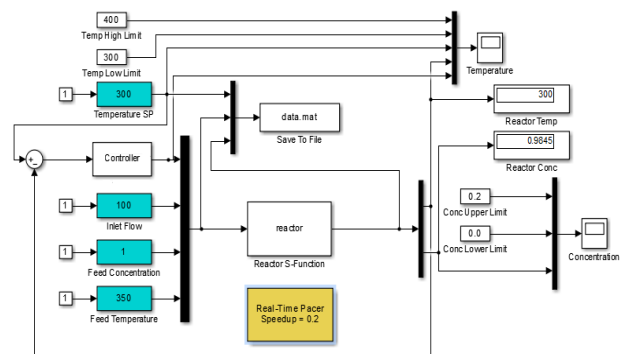 400
Temp High Limit
300
Temp Low Limit
Temperature
1
300
Temperature SP
data.mat
Save To File
300
Reactor Temp
0.9845
Reactor Conc
+
-
Controller
1
100
Inlet Flow
reactor
Reactor S-Function
0.2
Conc Upper Limit
0.0
Conc Lower Limit
Concentration
1
1
Feed Concentration
1
350
Feed Temperature
Real-Time Pacer
Speedup = 0.2